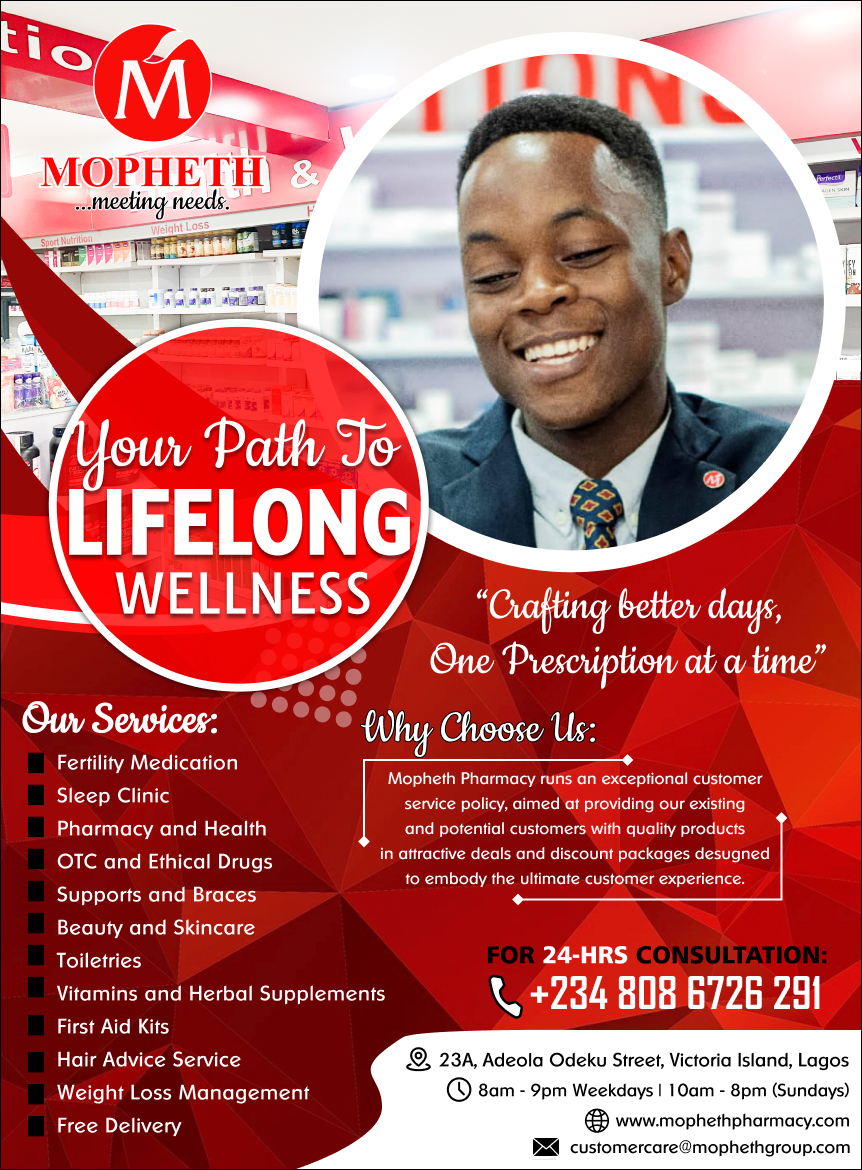 tio
M
MOPHETH
...meeting needs.
&
Sport Nutrition
Weight Loss
TIONS
Perfectil
M
Your Path To
LIFELONG
WELLNESS
“Crafting better days,
One Prescription at a time”
Our Services:
Fertility Medication
Sleep Clinic
Pharmacy and Health
OTC and Ethical Drugs
Supports and Braces
Beauty and Skincare
Toiletries
Vitamins and Herbal Supplements
First Aid Kits
Hair Advice Service
Weight Loss Management
Free Delivery
Why Choose Us:
Mopheth Pharmacy runs an exceptional customer
service policy, aimed at providing our existing
and potential customers with quality products
in attractive deals and discount packages desugned
to embody the ultimate customer experience.
FOR 24-HRS CONSULTATION:
+234 808 6726 291
23A, Adeola Odeku Street, Victoria Island, Lagos
8am - 9pm Weekdays | 10am - 8pm (Sundays)
www.mophethpharmacy.com
customercare@mophethgroup.com